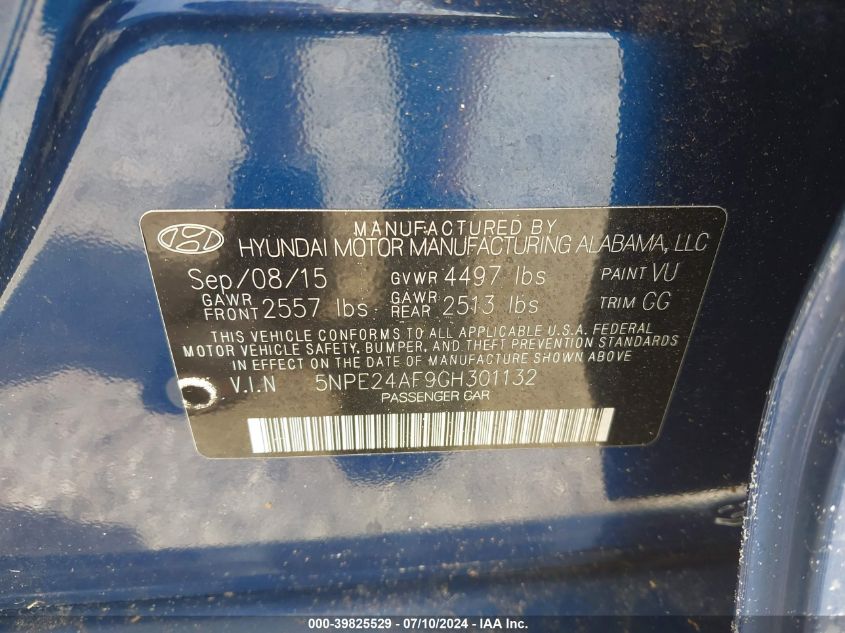 MANUFACTURED BY
HYUNDAI MOTOR MANUFACTURING ALABAMA, LLC
Sep/08/15 GVWR 4497 lbs PAINT VU
GAWR FRONT 2557 lbs GAWR REAR 2513 lbs TRIM GG
THIS VEHICLE CONFORMS TO ALL APPLICABLE U.S.A. FEDERAL
MOTOR VEHICLE SAFETY, BUMPER, AND THEFT PREVENTION STANDARDS
IN EFFECT ON THE DATE OF MANUFACTURE SHOWN ABOVE
V.I.N 5NPE24AF9GH301132
PASSENGER CAR
000-39825529 - 07/10/2024 - IAA Inc.